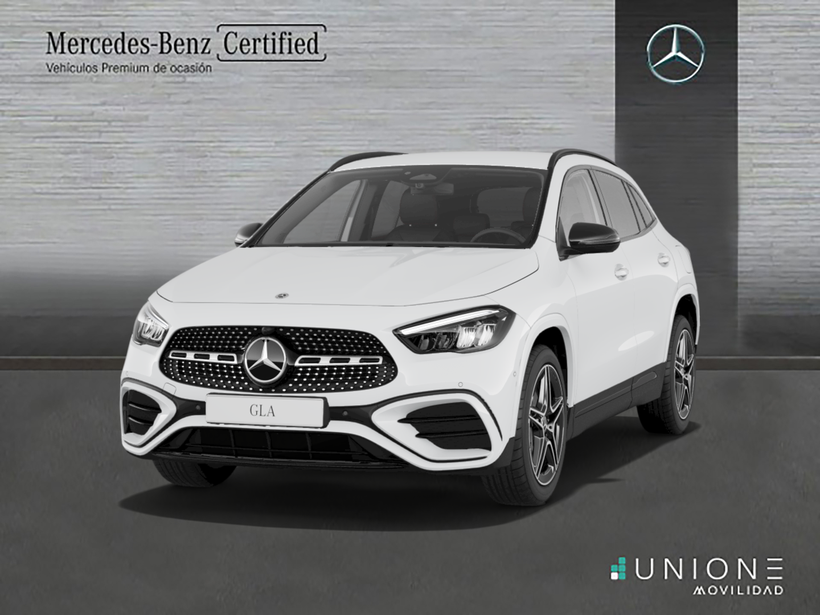 Mercedes-Benz Certified
Vehículos Premium de ocasión
GLA
UNIONE
MOVILIDAD